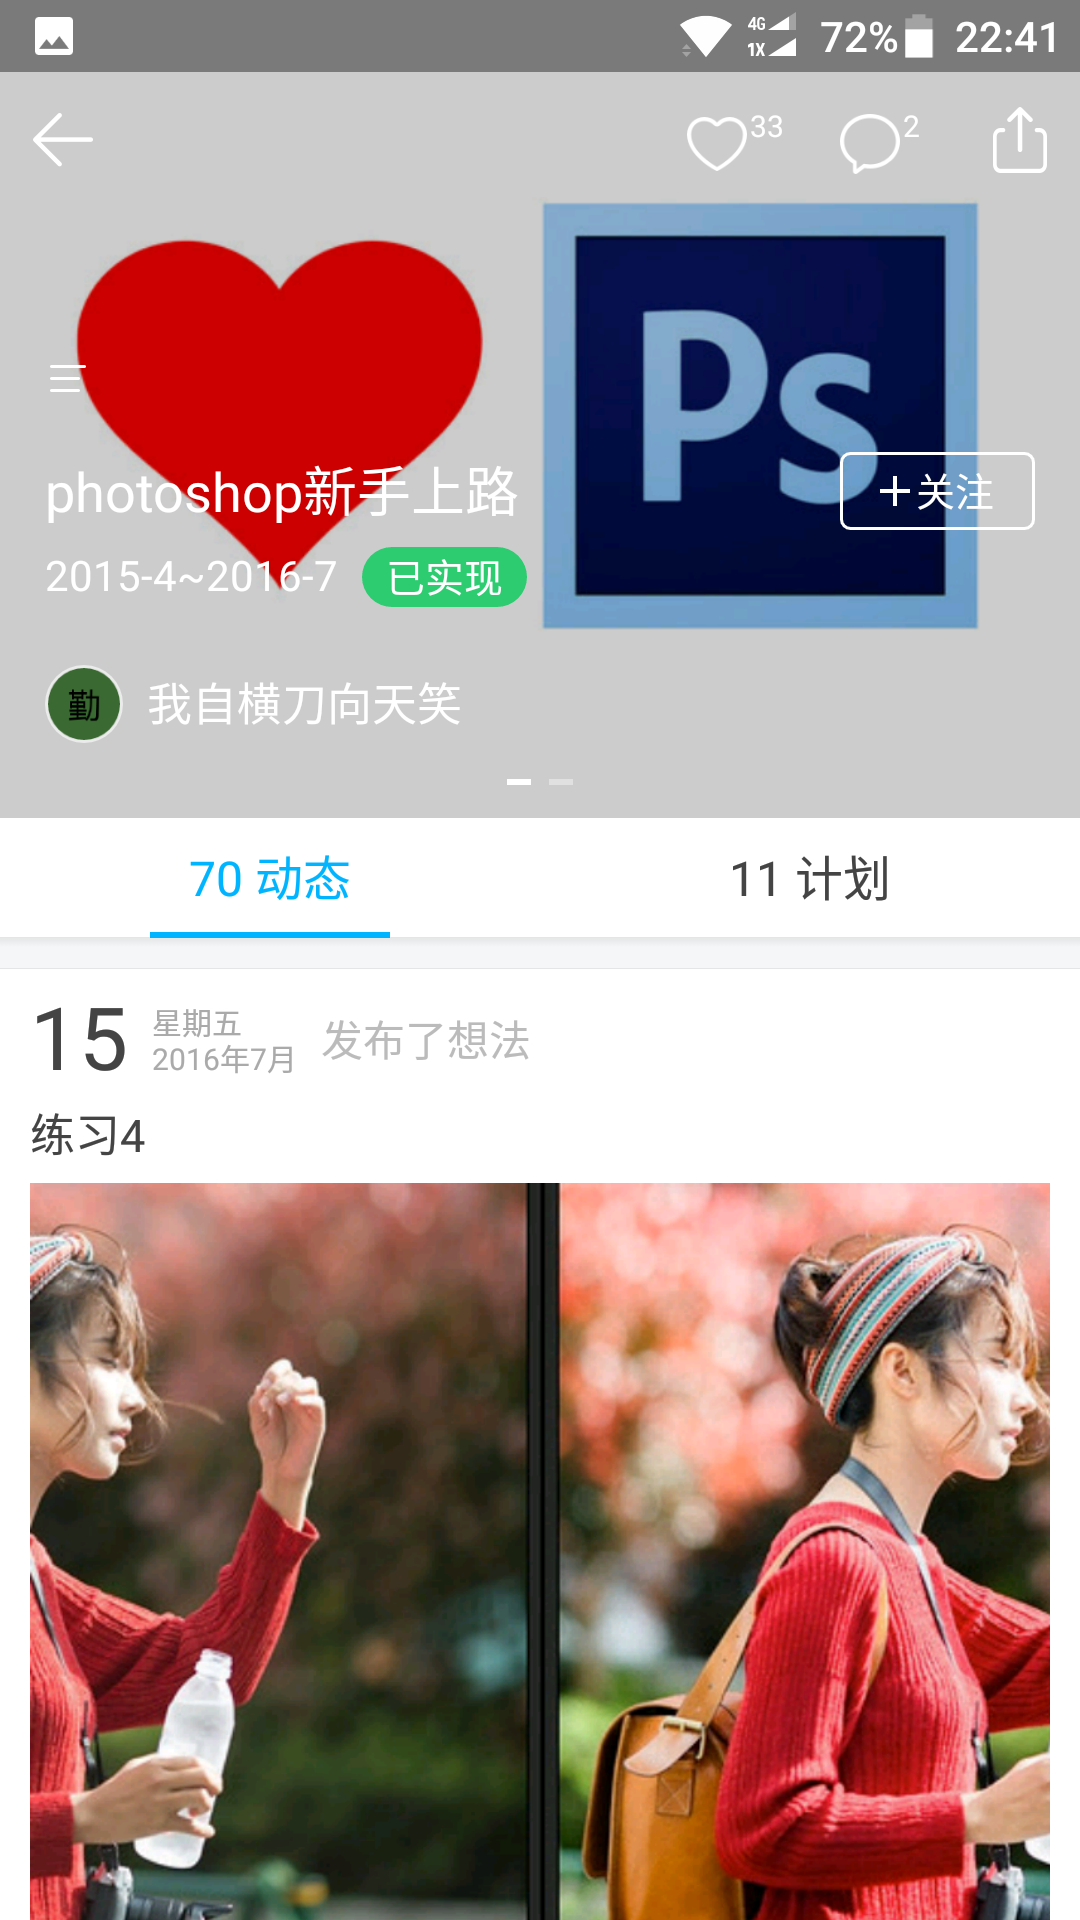 4G
1X
72%
22:41
33
2
Ps
photoshop新手上路
+关注
2015-4~2016-7
已实现
勤
我自横刀向天笑
70 动态
11 计划
15
星期五
2016年7月
发布了想法
练习4